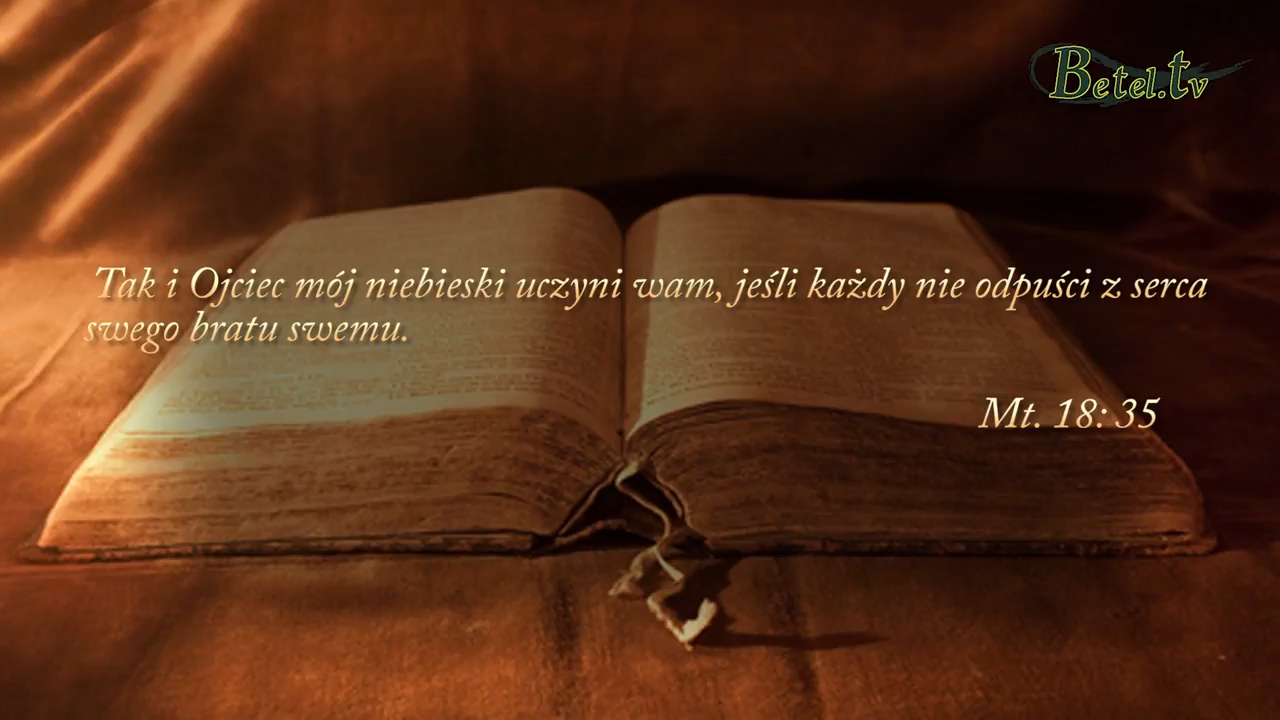 Betel.tv
Tak i Ojciec mój niebieski uczyni wam, jeśli każdy nie odpuści z serca
swego bratu swemu.
Mt. 18: 35